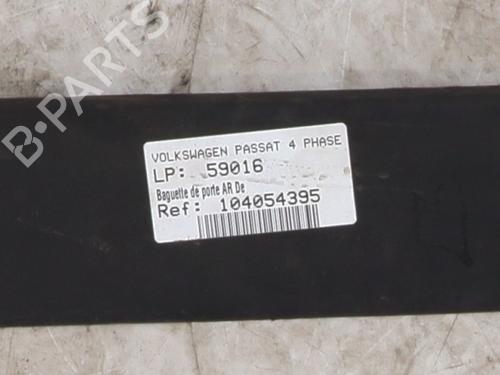 B-PARTS
VOLKSWAGEN PASSAT 4 PHASE
LP: 59016
Baguette de porte AR De
Ref: 104054395